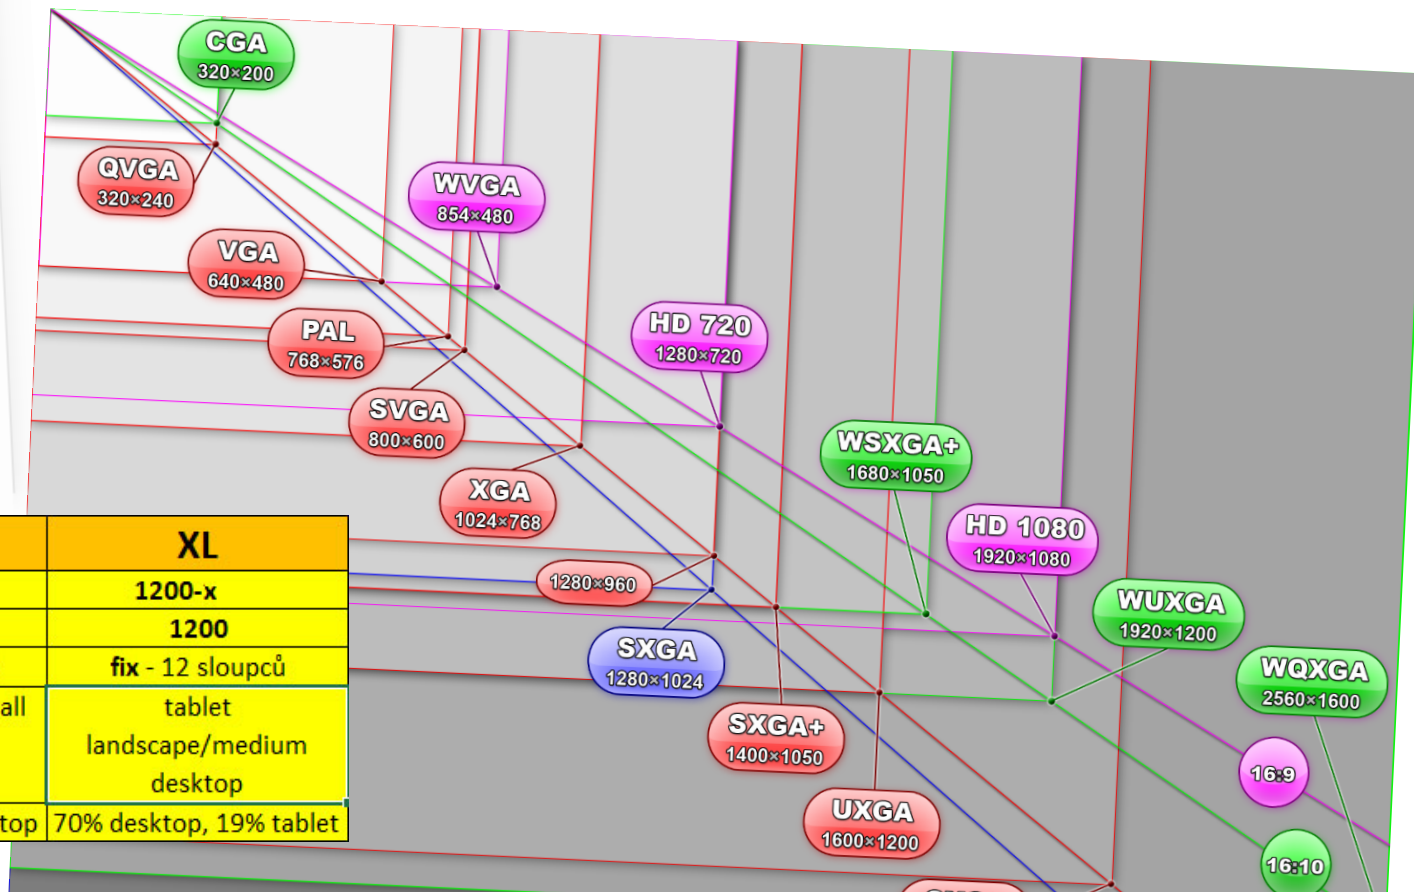 CGA
320×200
QVGA
320×240
WVGA
854×480
VGA
640×480
PAL
768×576
HD 720
1280×720
SVGA
800×600
WSXGA+
1680×1050
XGA
1024×768
HD 1080
1920×1080
1280×960
WUXGA
1920×1200
SXGA
1280×1024
WQXGA
2560×1600
SXGA+
1400×1050
16:9
UXGA
1600×1200
16:10
XL
1200-x
1200
fix - 12 sloupců
all
tablet
landscape/medium
desktop
top
70% desktop, 19% tablet